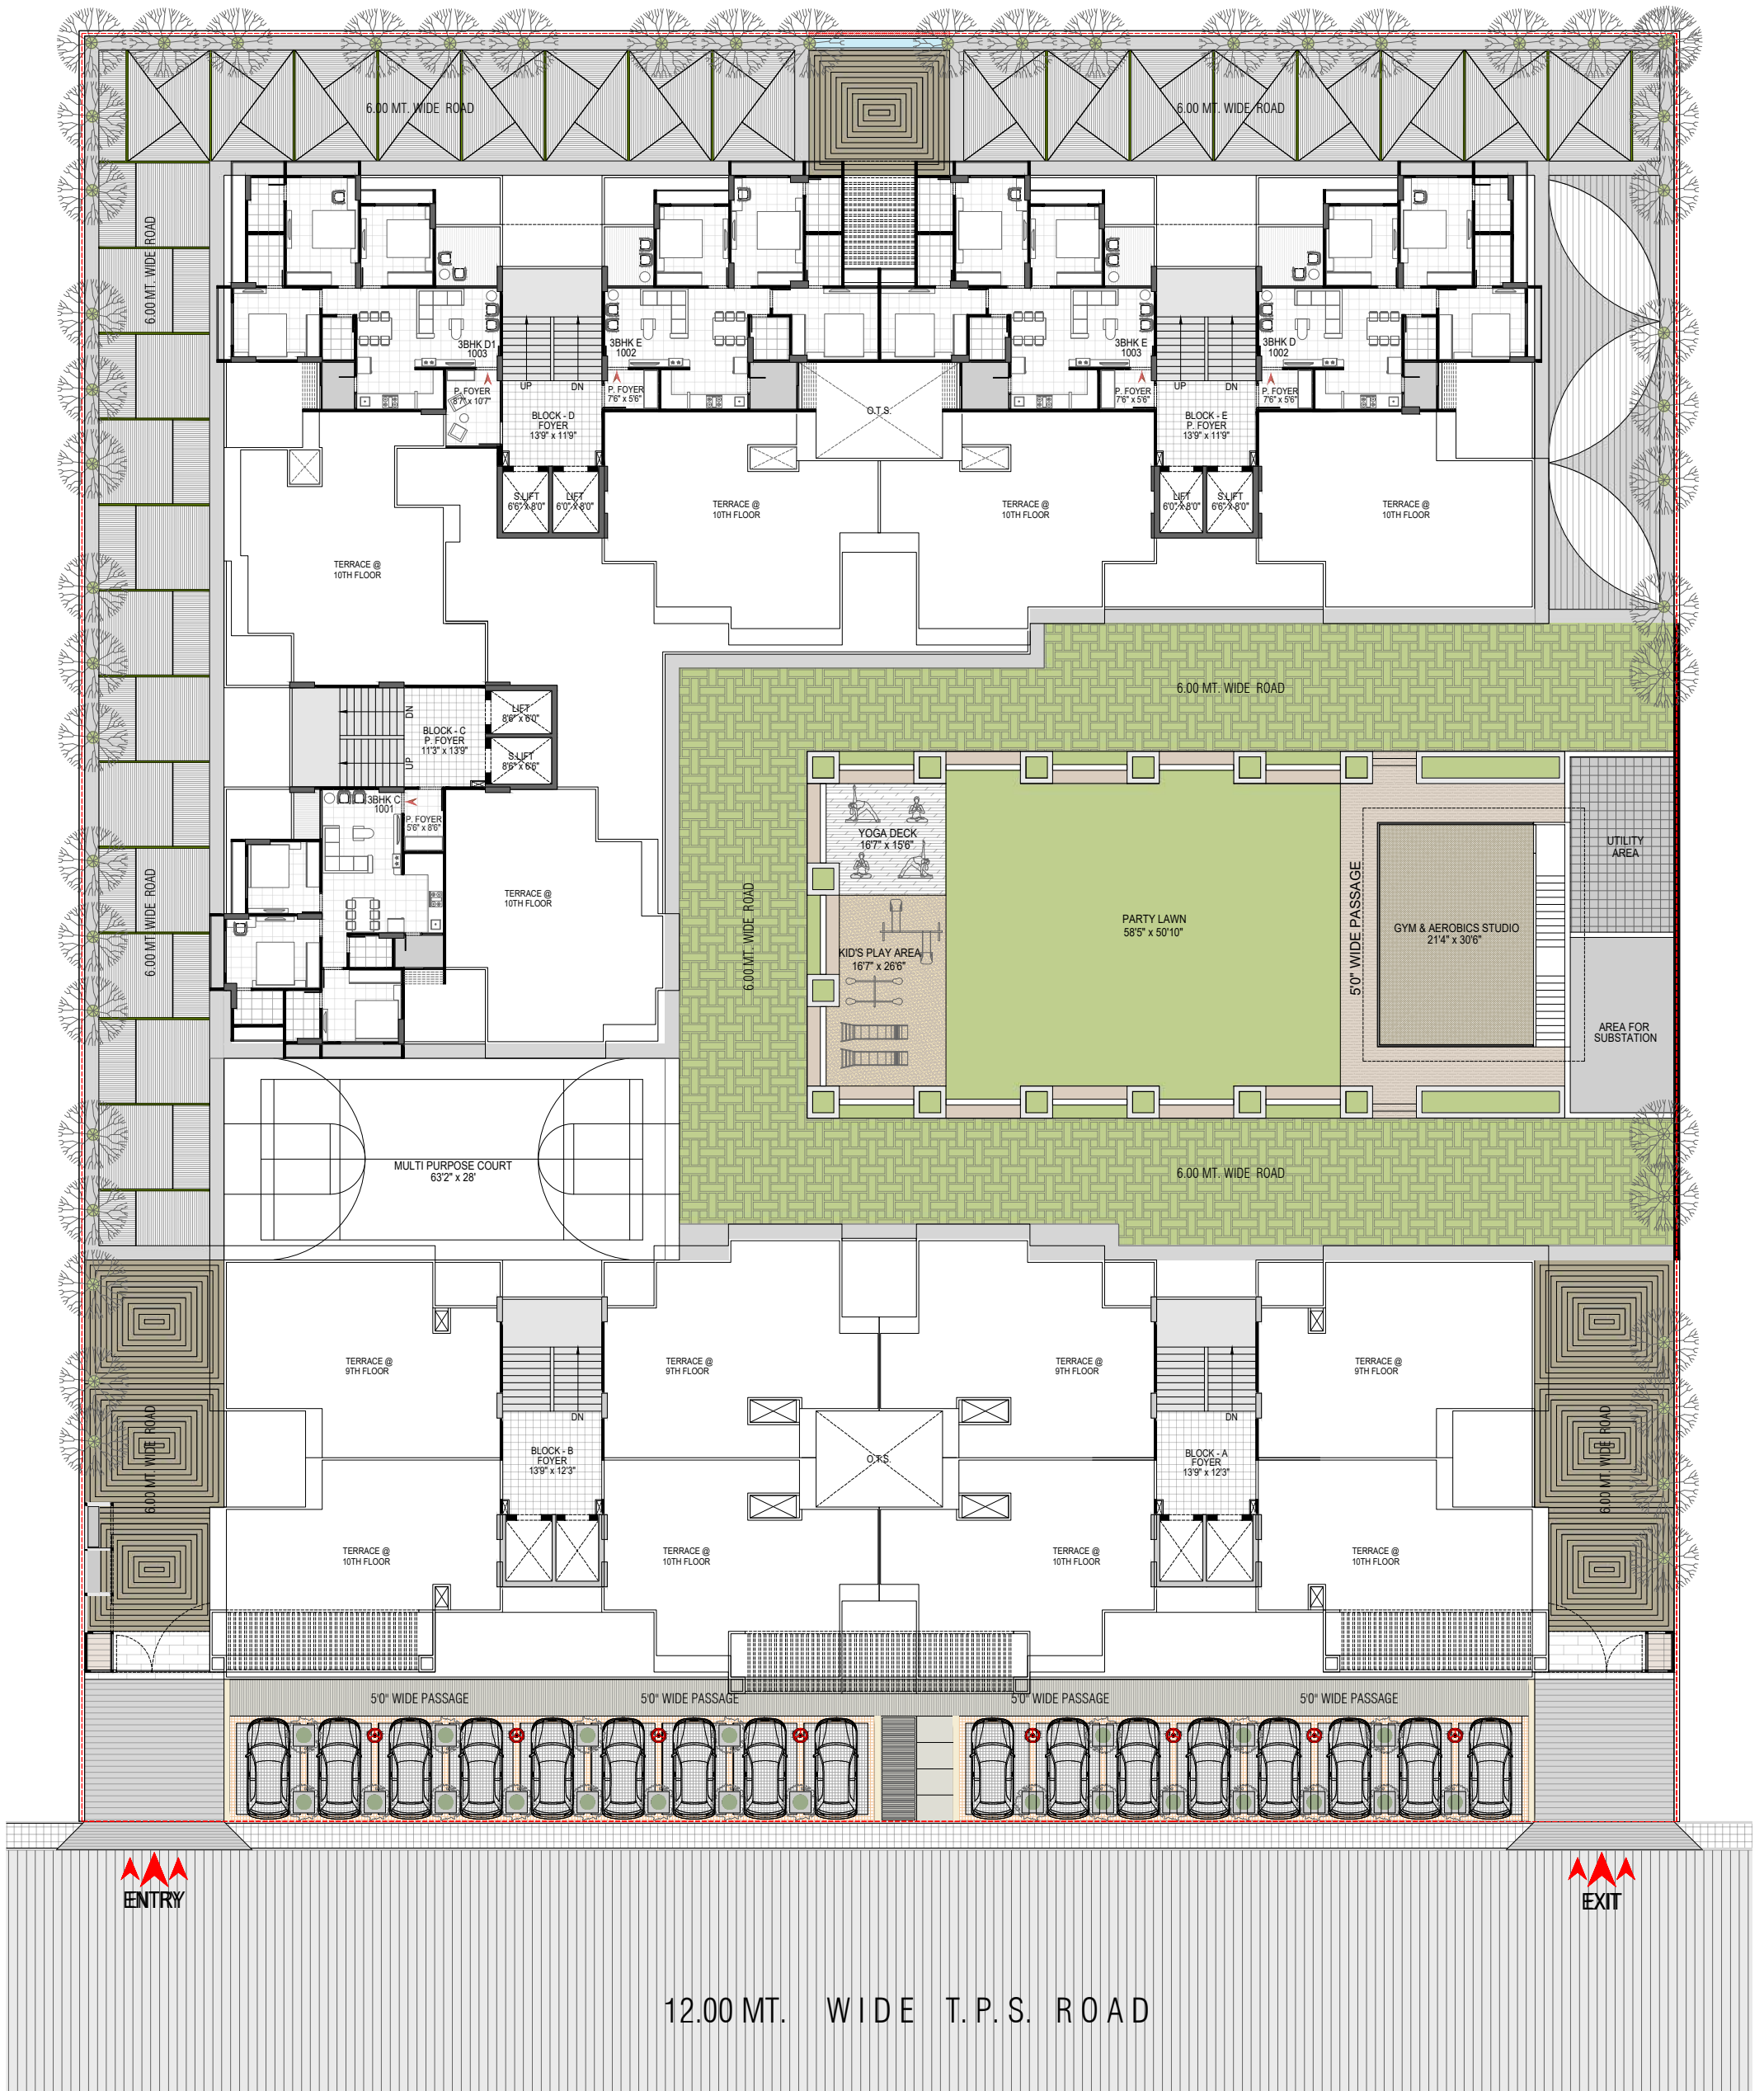 6.00 MT. WIDE ROAD
6.00 MT. WIDE ROAD
6.00 MT. WIDE ROAD
3BHK D1
1003
3BHK E
1002
3BHK E
1003
3BHK D
1002
UP
DN
UP
DN
P. FOYER
8'7" x 10'7"
P. FOYER
7'6" x 5'6"
P. FOYER
7'6" x 5'6"
P. FOYER
7'6" x 5'6"
BLOCK - D
FOYER
13'9" x 11'9"
O.T.S.
BLOCK - E
P. FOYER
13'9" x 11'9"
S.LIFT
6'6" x 8'0"
LIFT
6'0" x 8'0"
TERRACE @
10TH FLOOR
TERRACE @
10TH FLOOR
LIFT
6'0" x 8'0"
S.LIFT
6'6" x 8'0"
TERRACE @
10TH FLOOR
TERRACE @
10TH FLOOR
6.00 MT. WIDE ROAD
DN
UP
BLOCK - C
P. FOYER
11'3" x 13'9"
LIFT
8'6" x 6'0"
S.LIFT
8'6" x 6'6"
3BHK C
1001
P. FOYER
5'6" x 8'6"
TERRACE @
10TH FLOOR
6.00 MT. WIDE ROAD
6.00 MT. WIDE ROAD
YOGA DECK
16'7" x 15'6"
KID'S PLAY AREA
16'7" x 26'6"
PARTY LAWN
58'5" x 50'10"
5'0" WIDE PASSAGE
GYM & AEROBICS STUDIO
21'4" x 30'6"
UTILITY
AREA
AREA FOR
SUBSTATION
MULTI PURPOSE COURT
63'2" x 28'
6.00 MT. WIDE ROAD
TERRACE @
9TH FLOOR
TERRACE @
9TH FLOOR
TERRACE @
9TH FLOOR
TERRACE @
9TH FLOOR
DN
DN
6.00 MT. WIDE ROAD
BLOCK - B
FOYER
13'9" x 12'3"
O.T.S.
BLOCK - A
FOYER
13'9" x 12'3"
6.00 MT. WIDE ROAD
TERRACE @
10TH FLOOR
TERRACE @
10TH FLOOR
TERRACE @
10TH FLOOR
TERRACE @
10TH FLOOR
5'0" WIDE PASSAGE
5'0" WIDE PASSAGE
5'0" WIDE PASSAGE
5'0" WIDE PASSAGE
ENTRY
EXIT
12.00 MT. WIDE T.P.S. ROAD